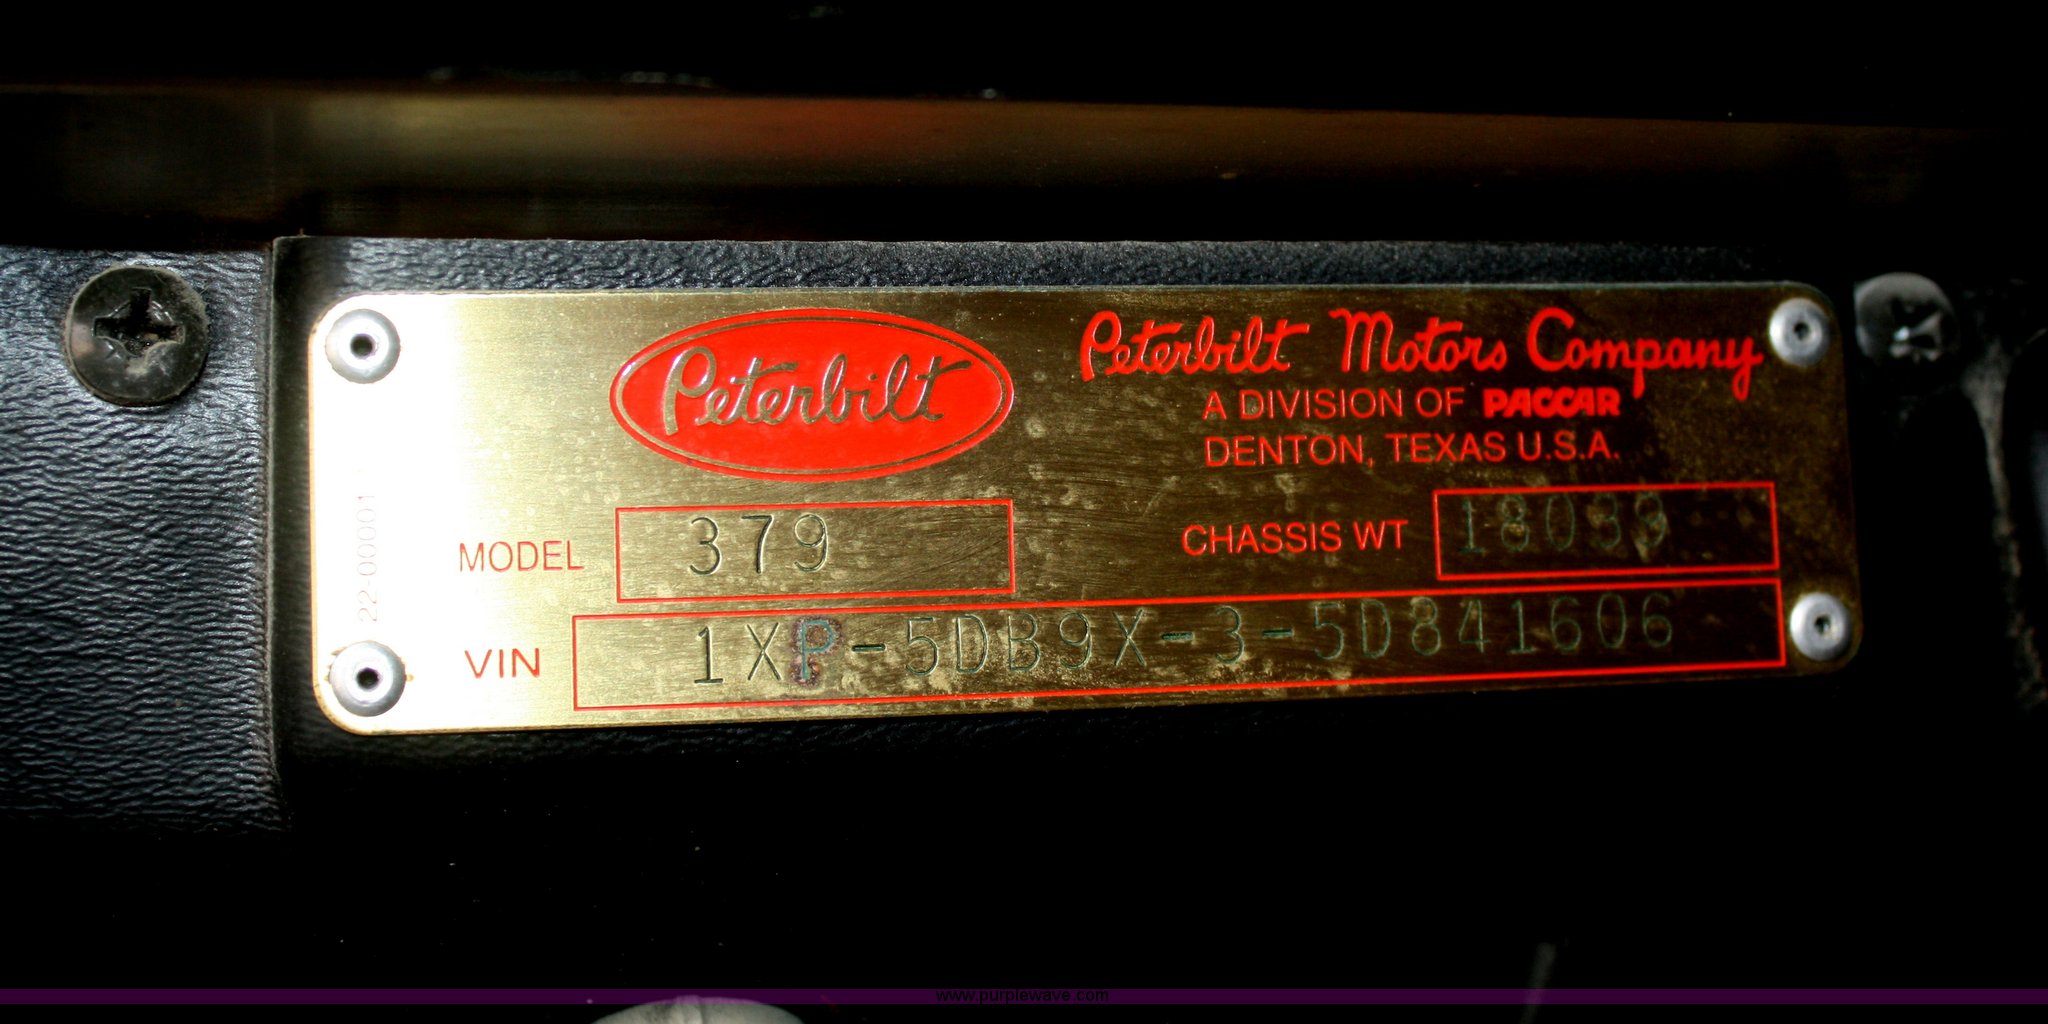 Peterbilt
Peterbilt Motors Company
A DIVISION OF PACCAR
DENTON, TEXAS U.S.A.
MODEL 379
CHASSIS WT 18039
VIN 1XP-5DB9X-3-5D841606
22-00001
www.purplewave.com